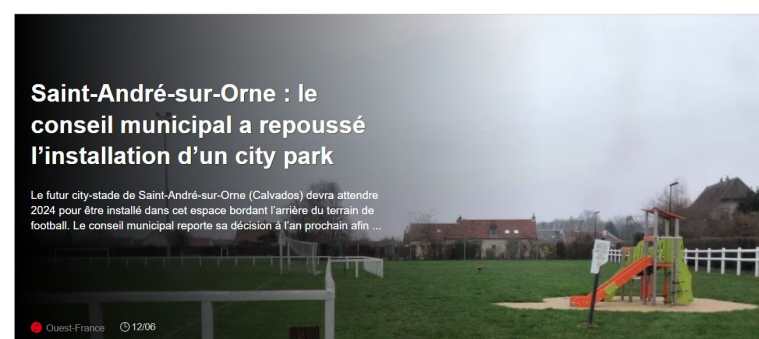 Saint-André-sur-Orne : le
conseil municipal a repoussé
l’installation d’un city park
Le futur city-stade de Saint-André-sur-Orne (Calvados) devra attendre
2024 pour être installé dans cet espace bordant l’arrière du terrain de
football. Le conseil municipal reporte sa décision à l’an prochain afin ...
Ouest-France 12/06